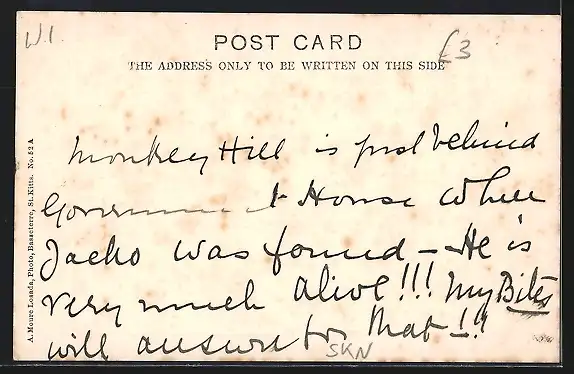 W.I.
£3
POST CARD
THE ADDRESS ONLY TO BE WRITTEN ON THIS SIDE
Monkey Hill is just behind
Government House where
Jacko was found - He is
very much alive!!! My Bites
will answer for that!!
SKN
A. Moure Losada, Photo, Basseterre, St. Kitts. No. 52 A